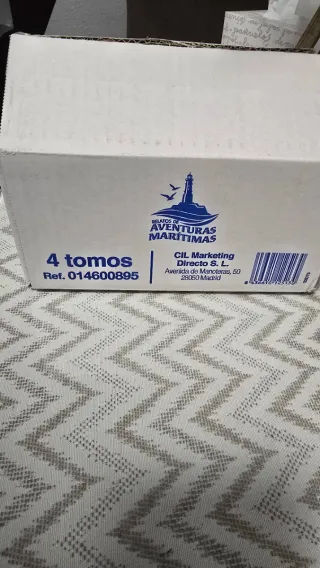 RELATOS DE
AVENTURAS
MARÍTIMAS
4 tomos
Ref. 014600895
CIL Marketing
Directo S. L.
Avenida de Manoteras, 50
28050 Madrid